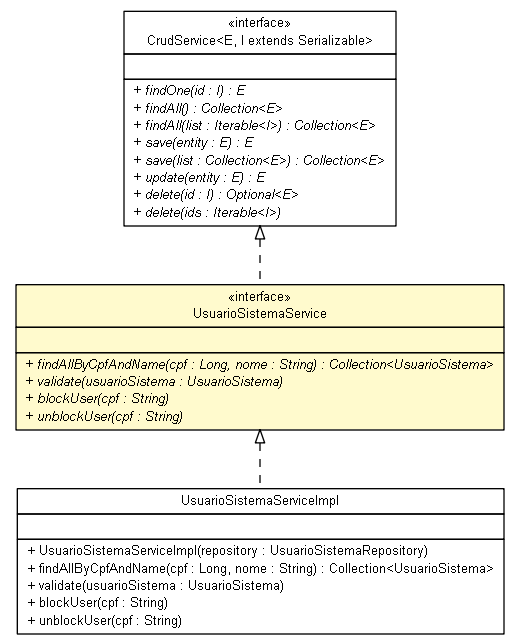 «interface»
CrudService<E, I extends Serializable>
+ findOne(id : I) : E
+ findAll() : Collection<E>
+ findAll(list : Iterable<I>) : Collection<E>
+ save(entity : E) : E
+ save(list : Collection<E>) : Collection<E>
+ update(entity : E) : E
+ delete(id : I) : Optional<E>
+ delete(ids : Iterable<I>)
«interface»
UsuarioSistemaService
+ findAllByCpfAndName(cpf : Long, nome : String) : Collection<UsuarioSistema>
+ validate(usuarioSistema : UsuarioSistema)
+ blockUser(cpf : String)
+ unblockUser(cpf : String)
UsuarioSistemaServiceImpl
+ UsuarioSistemaServiceImpl(repository : UsuarioSistemaRepository)
+ findAllByCpfAndName(cpf : Long, nome : String) : Collection<UsuarioSistema>
+ validate(usuarioSistema : UsuarioSistema)
+ blockUser(cpf : String)
+ unblockUser(cpf : String)